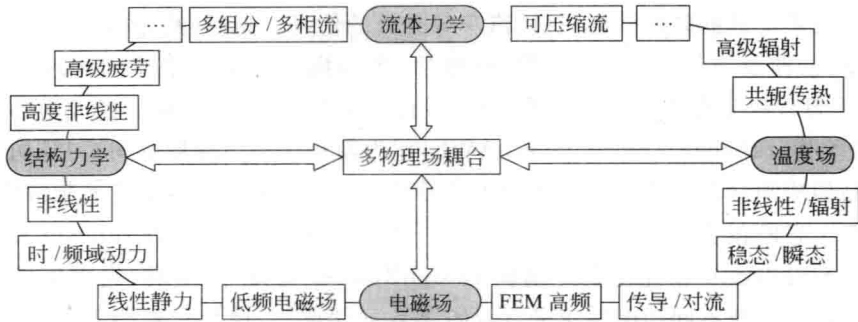 … 多组分/多相流 流体力学 可压缩流 …
高级疲劳 高级辐射
高度非线性 共轭传热
结构力学 多物理场耦合 温度场
非线性 非线性/辐射
时/频域动力 稳态/瞬态
线性静力 低频电磁场 电磁场 FEM 高频 传导/对流